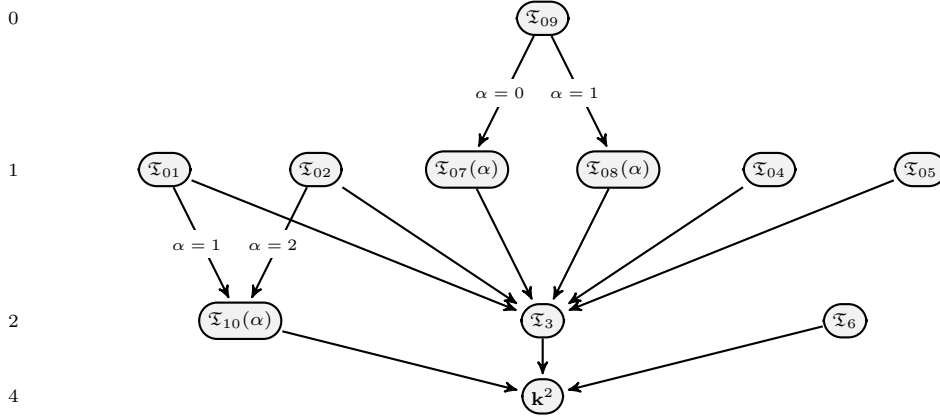 0 𝔗₀₉
α = 0 α = 1
1 𝔗₀₁ 𝔗₀₂ 𝔗₀₇(α) 𝔗₀₈(α) 𝔗₀₄ 𝔗₀₅
α = 1 α = 2
2 𝔗₁₀(α) 𝔗₃ 𝔗₆
4 𝐤²